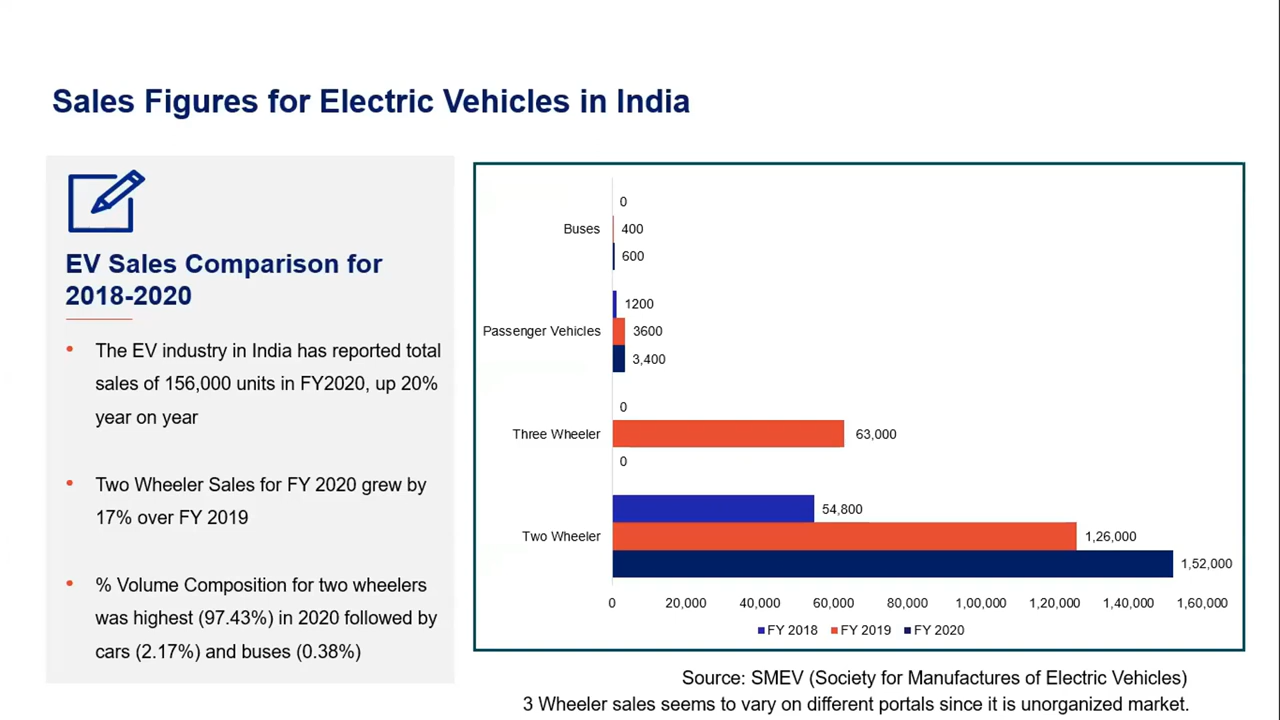 Sales Figures for Electric Vehicles in India
EV Sales Comparison for
2018-2020
The EV industry in India has reported total
sales of 156,000 units in FY2020, up 20%
year on year
Two Wheeler Sales for FY 2020 grew by
17% over FY 2019
% Volume Composition for two wheelers
was highest (97.43%) in 2020 followed by
cars (2.17%) and buses (0.38%)
0
Buses 400
600
1200
Passenger Vehicles 3600
3,400
0
Three Wheeler 63,000
0
54,800
Two Wheeler 1,26,000
1,52,000
0 20,000 40,000 60,000 80,000 1,00,000 1,20,000 1,40,000 1,60,000
FY 2018 FY 2019 FY 2020
Source: SMEV (Society for Manufactures of Electric Vehicles)
3 Wheeler sales seems to vary on different portals since it is unorganized market.